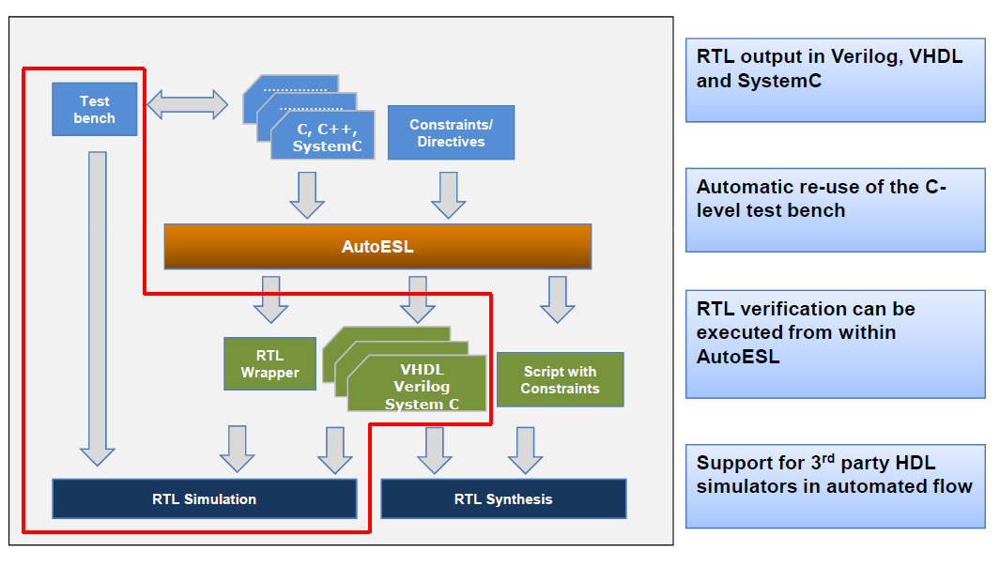 Test
bench
...............
...............
C, C++,
SystemC
Constraints/
Directives
AutoESL
RTL
Wrapper
VHDL
Verilog
System C
Script with
Constraints
RTL Simulation
RTL Synthesis
RTL output in Verilog, VHDL
and SystemC
Automatic re-use of the C-
level test bench
RTL verification can be
executed from within
AutoESL
Support for 3rd party HDL
simulators in automated flow